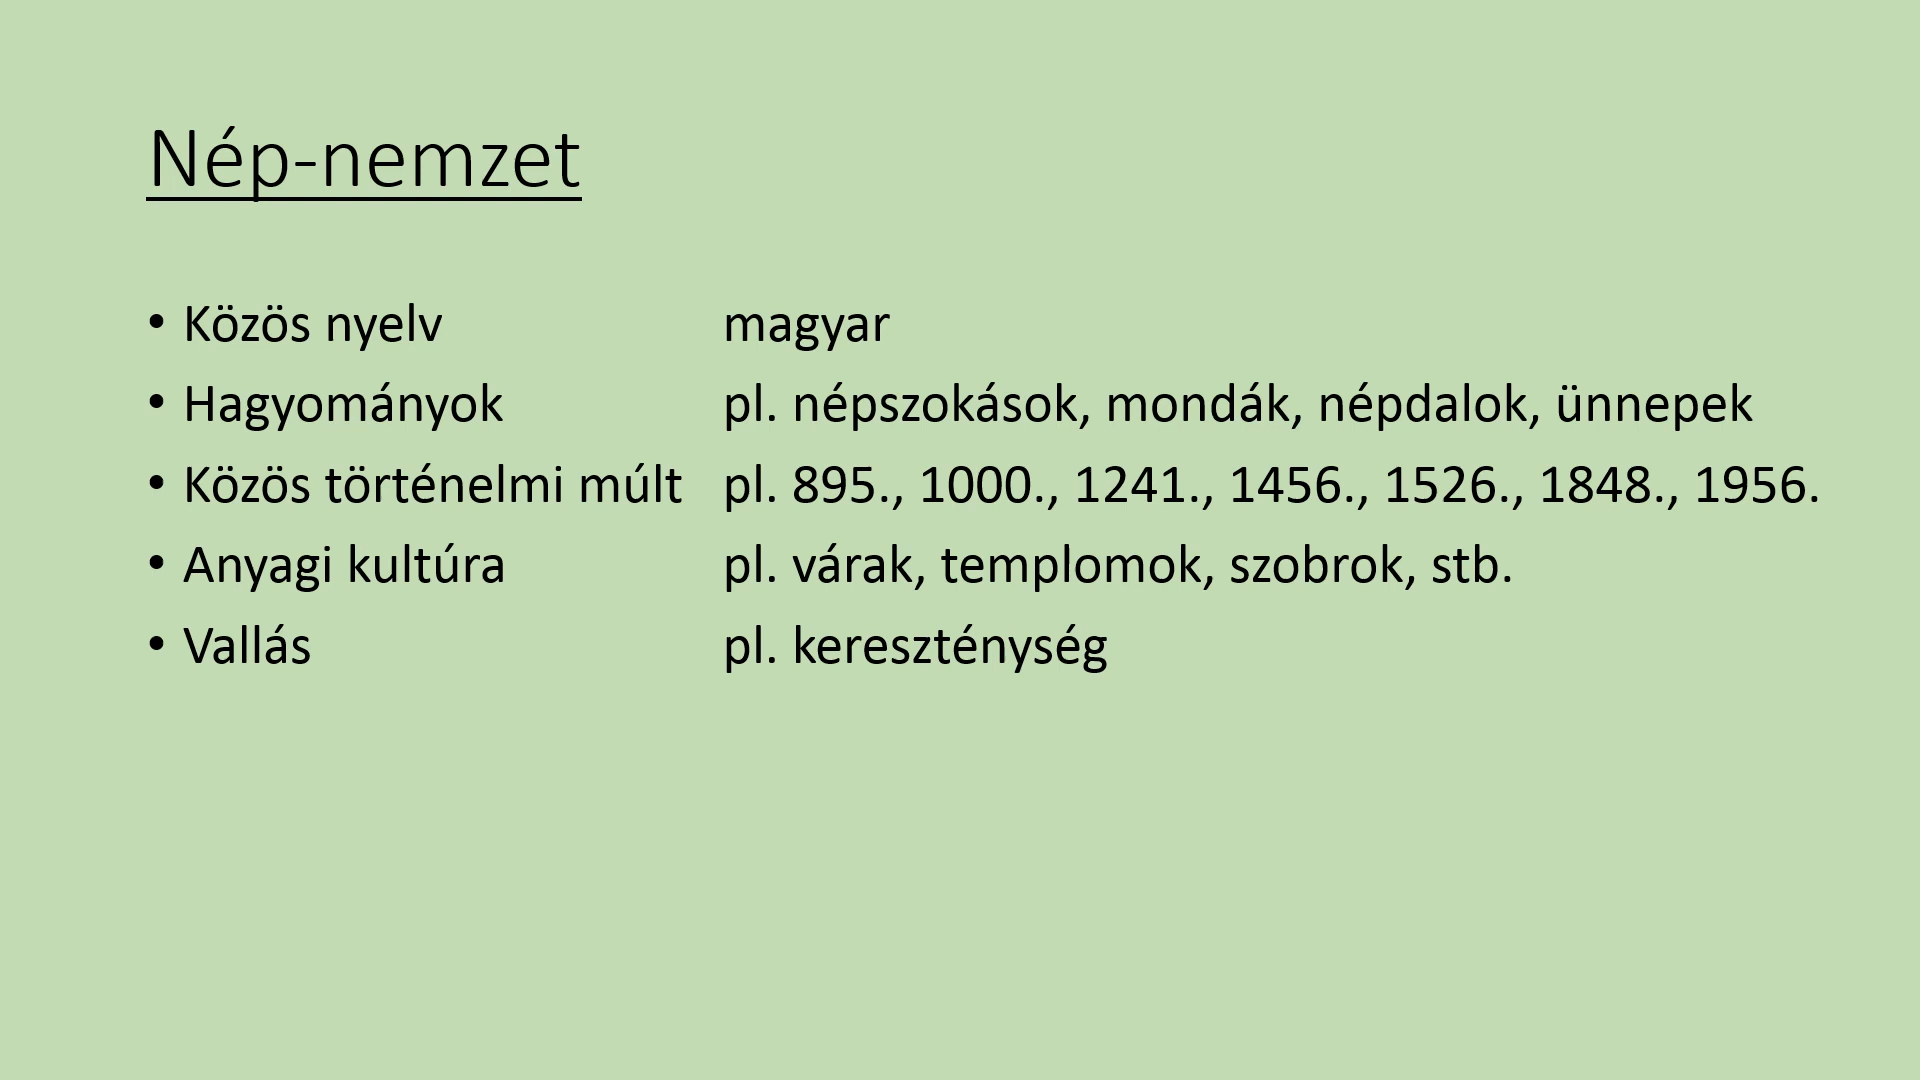 Nép-nemzet
• Közös nyelv magyar
• Hagyományok pl. népszokások, mondák, népdalok, ünnepek
• Közös történelmi múlt pl. 895., 1000., 1241., 1456., 1526., 1848., 1956.
• Anyagi kultúra pl. várak, templomok, szobrok, stb.
• Vallás pl. kereszténység